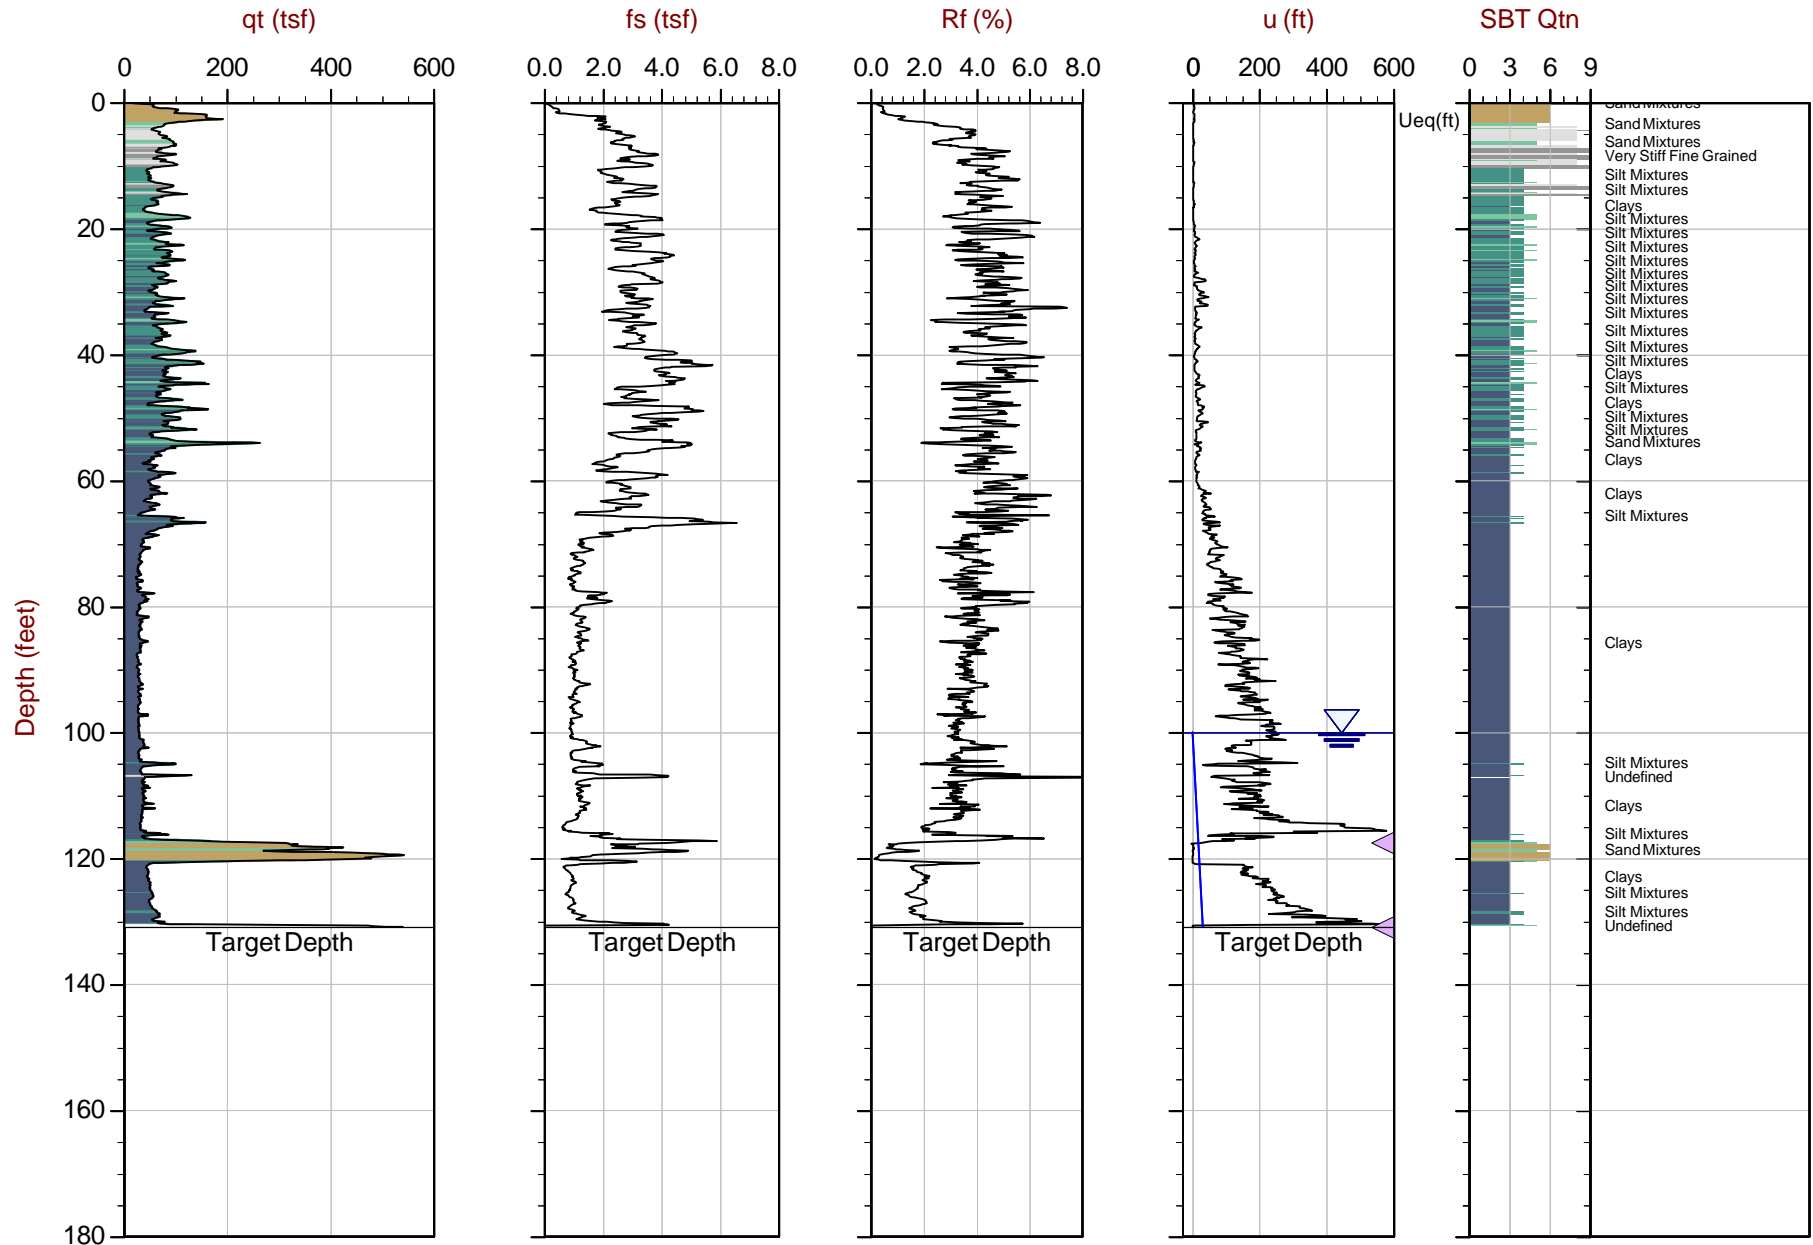 qt (tsf) fs (tsf) Rf (%) u (ft) SBT Qtn
0 200 400 600 0.0 2.0 4.0 6.0 8.0 0.0 2.0 4.0 6.0 8.0 0 200 400 600 0 3 6 9
0
20
40
60
80
100
120
140
160
180
Depth (feet)
Ueq(ft)
Sand Mixtures
Sand Mixtures
Sand Mixtures
Very Stiff Fine Grained
Silt Mixtures
Silt Mixtures
Clays
Silt Mixtures
Silt Mixtures
Silt Mixtures
Silt Mixtures
Silt Mixtures
Silt Mixtures
Silt Mixtures
Silt Mixtures
Silt Mixtures
Silt Mixtures
Silt Mixtures
Clays
Silt Mixtures
Clays
Silt Mixtures
Silt Mixtures
Sand Mixtures
Clays
Clays
Silt Mixtures
Clays
Silt Mixtures
Undefined
Clays
Silt Mixtures
Sand Mixtures
Clays
Silt Mixtures
Silt Mixtures
Undefined
Target Depth Target Depth Target Depth Target Depth